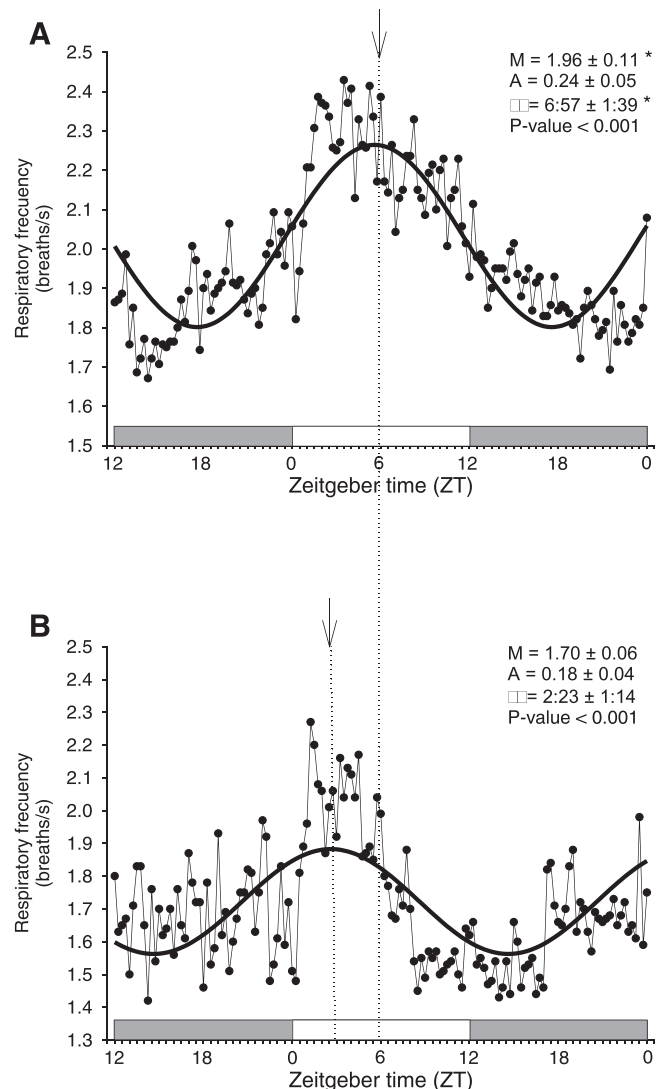 A
M = 1.96 ± 0.11 *
A = 0.24 ± 0.05
□□= 6:57 ± 1:39 *
P-value < 0.001
Respiratory frecuency
(breaths/s)
2.5
2.4
2.3
2.2
2.1
2.0
1.9
1.8
1.7
1.6
1.5
12 18 0 6 12 18 0
Zeitgeber time (ZT)
B
M = 1.70 ± 0.06
A = 0.18 ± 0.04
□□= 2:23 ± 1:14
P-value < 0.001
Respiratory frecuency
(breaths/s)
2.5
2.4
2.3
2.2
2.1
2.0
1.9
1.8
1.7
1.6
1.5
1.4
1.3
12 18 0 6 12 18 0
Zeitgeber time (ZT)